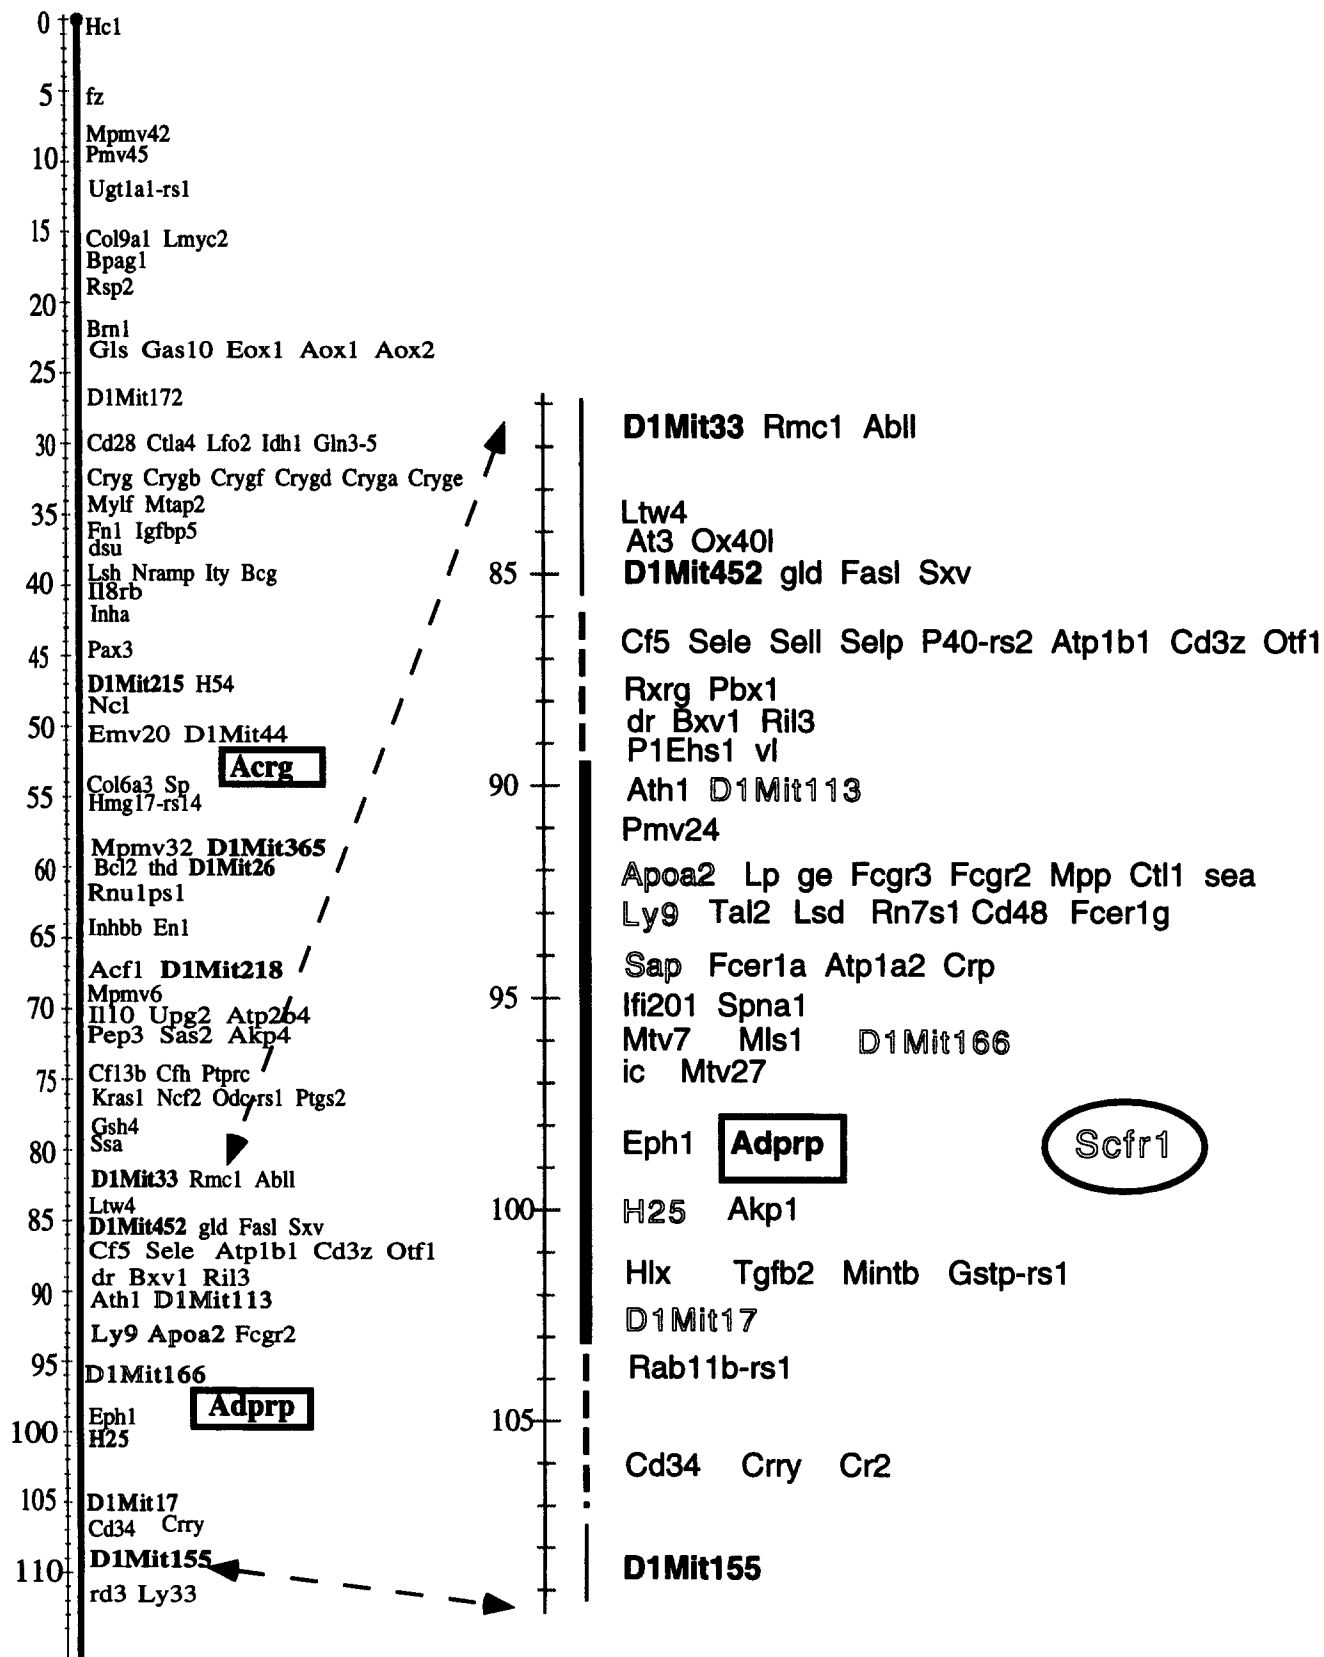 0 Hc1
5 fz
Mpmv42
10 Pmv45
Ugt1a1-rs1
15 Col9a1 Lmyc2
Bpag1
Rsp2
20
Brn1
Gls Gas10 Eox1 Aox1 Aox2
25
D1Mit172
30 Cd28 Ctla4 Lfo2 Idh1 Gln3-5
Cryg Crygb Crygf Crygd Cryga Cryge
Mylf Mtap2
35
Fn1 Igfbp5
dsu
Lsh Nramp Ity Bcg
40 Il8rb
Inha
45 Pax3
D1Mit215 H54
Ncl
50 Emv20 D1Mit44
Acrg
Col6a3 Sp
55 Hmg17-rs14
Mpmv32 D1Mit365
60 Bcl2 thd D1Mit26
Rnu1ps1
65 Inhbb En1
Acf1 D1Mit218
Mpmv6
70 Il10 Upg2 Atp2b4
Pep3 Sas2 Akp4
75 Cf13b Cfh Ptprc
Kras1 Ncf2 Odc-rs1 Ptgs2
Gsh4
Ssa
80
D1Mit33 Rmc1 Abll
Ltw4
85 D1Mit452 gld Fasl Sxv
Cf5 Sele Atp1b1 Cd3z Otf1
dr Bxv1 Ril3
90 Ath1 D1Mit113
Ly9 Apoa2 Fcgr2
95 D1Mit166
Adprp
Eph1
100 H25
105 D1Mit17
Cd34 Crry
110 D1Mit155
rd3 Ly33
D1Mit33 Rmc1 Abll
Ltw4
At3 Ox40l
85 D1Mit452 gld Fasl Sxv
Cf5 Sele Sell Selp P40-rs2 Atp1b1 Cd3z Otf1
Rxrg Pbx1
dr Bxv1 Ril3
P1Ehs1 vl
90 Ath1 D1Mit113
Pmv24
Apoa2 Lp ge Fcgr3 Fcgr2 Mpp Ctl1 sea
Ly9 Tal2 Lsd Rn7s1 Cd48 Fcer1g
Sap Fcer1a Atp1a2 Crp
95 Ifi201 Spna1
Mtv7 Mls1 D1Mit166
ic Mtv27
Eph1 Adprp Scfr1
100 H25 Akp1
Hlx Tgfb2 Mintb Gstp-rs1
D1Mit17
Rab11b-rs1
105
Cd34 Crry Cr2
D1Mit155